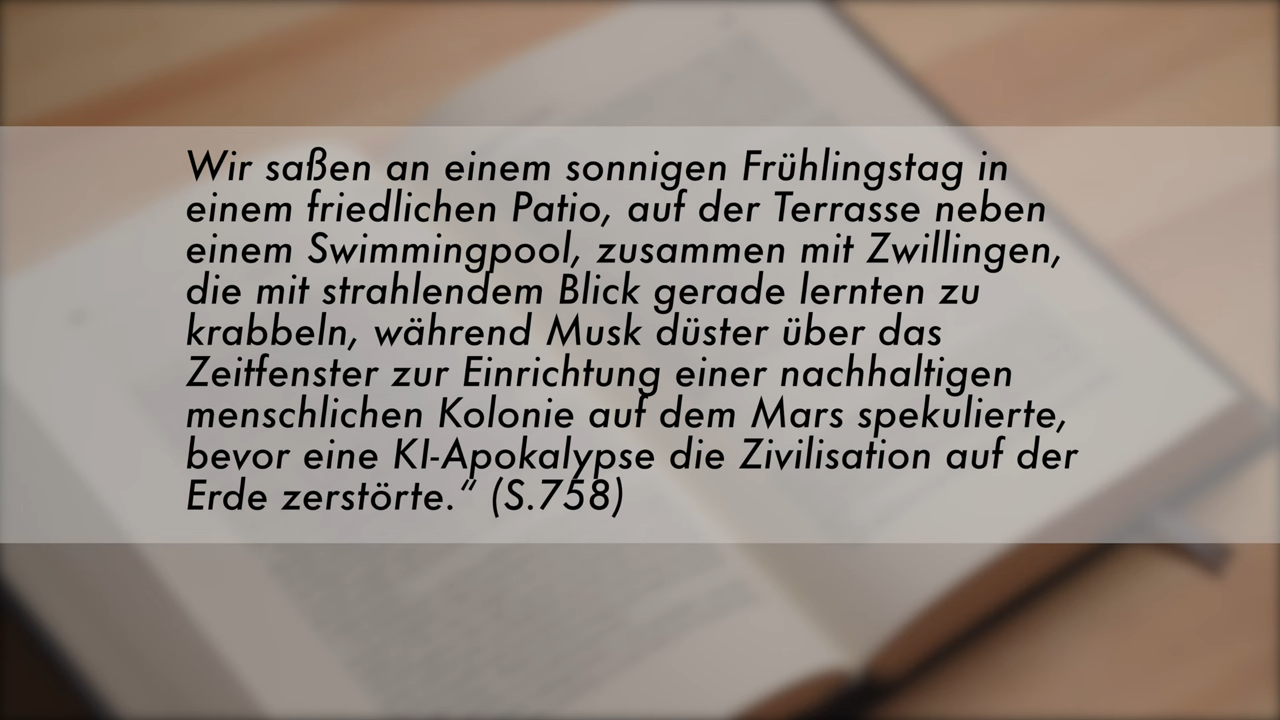 Wir saßen an einem sonnigen Frühlingstag in
einem friedlichen Patio, auf der Terrasse neben
einem Swimmingpool, zusammen mit Zwillingen,
die mit strahlendem Blick gerade lernten zu
krabbeln, während Musk düster über das
Zeitfenster zur Einrichtung einer nachhaltigen
menschlichen Kolonie auf dem Mars spekulierte,
bevor eine KI-Apokalypse die Zivilisation auf der
Erde zerstörte.“ (S.758)